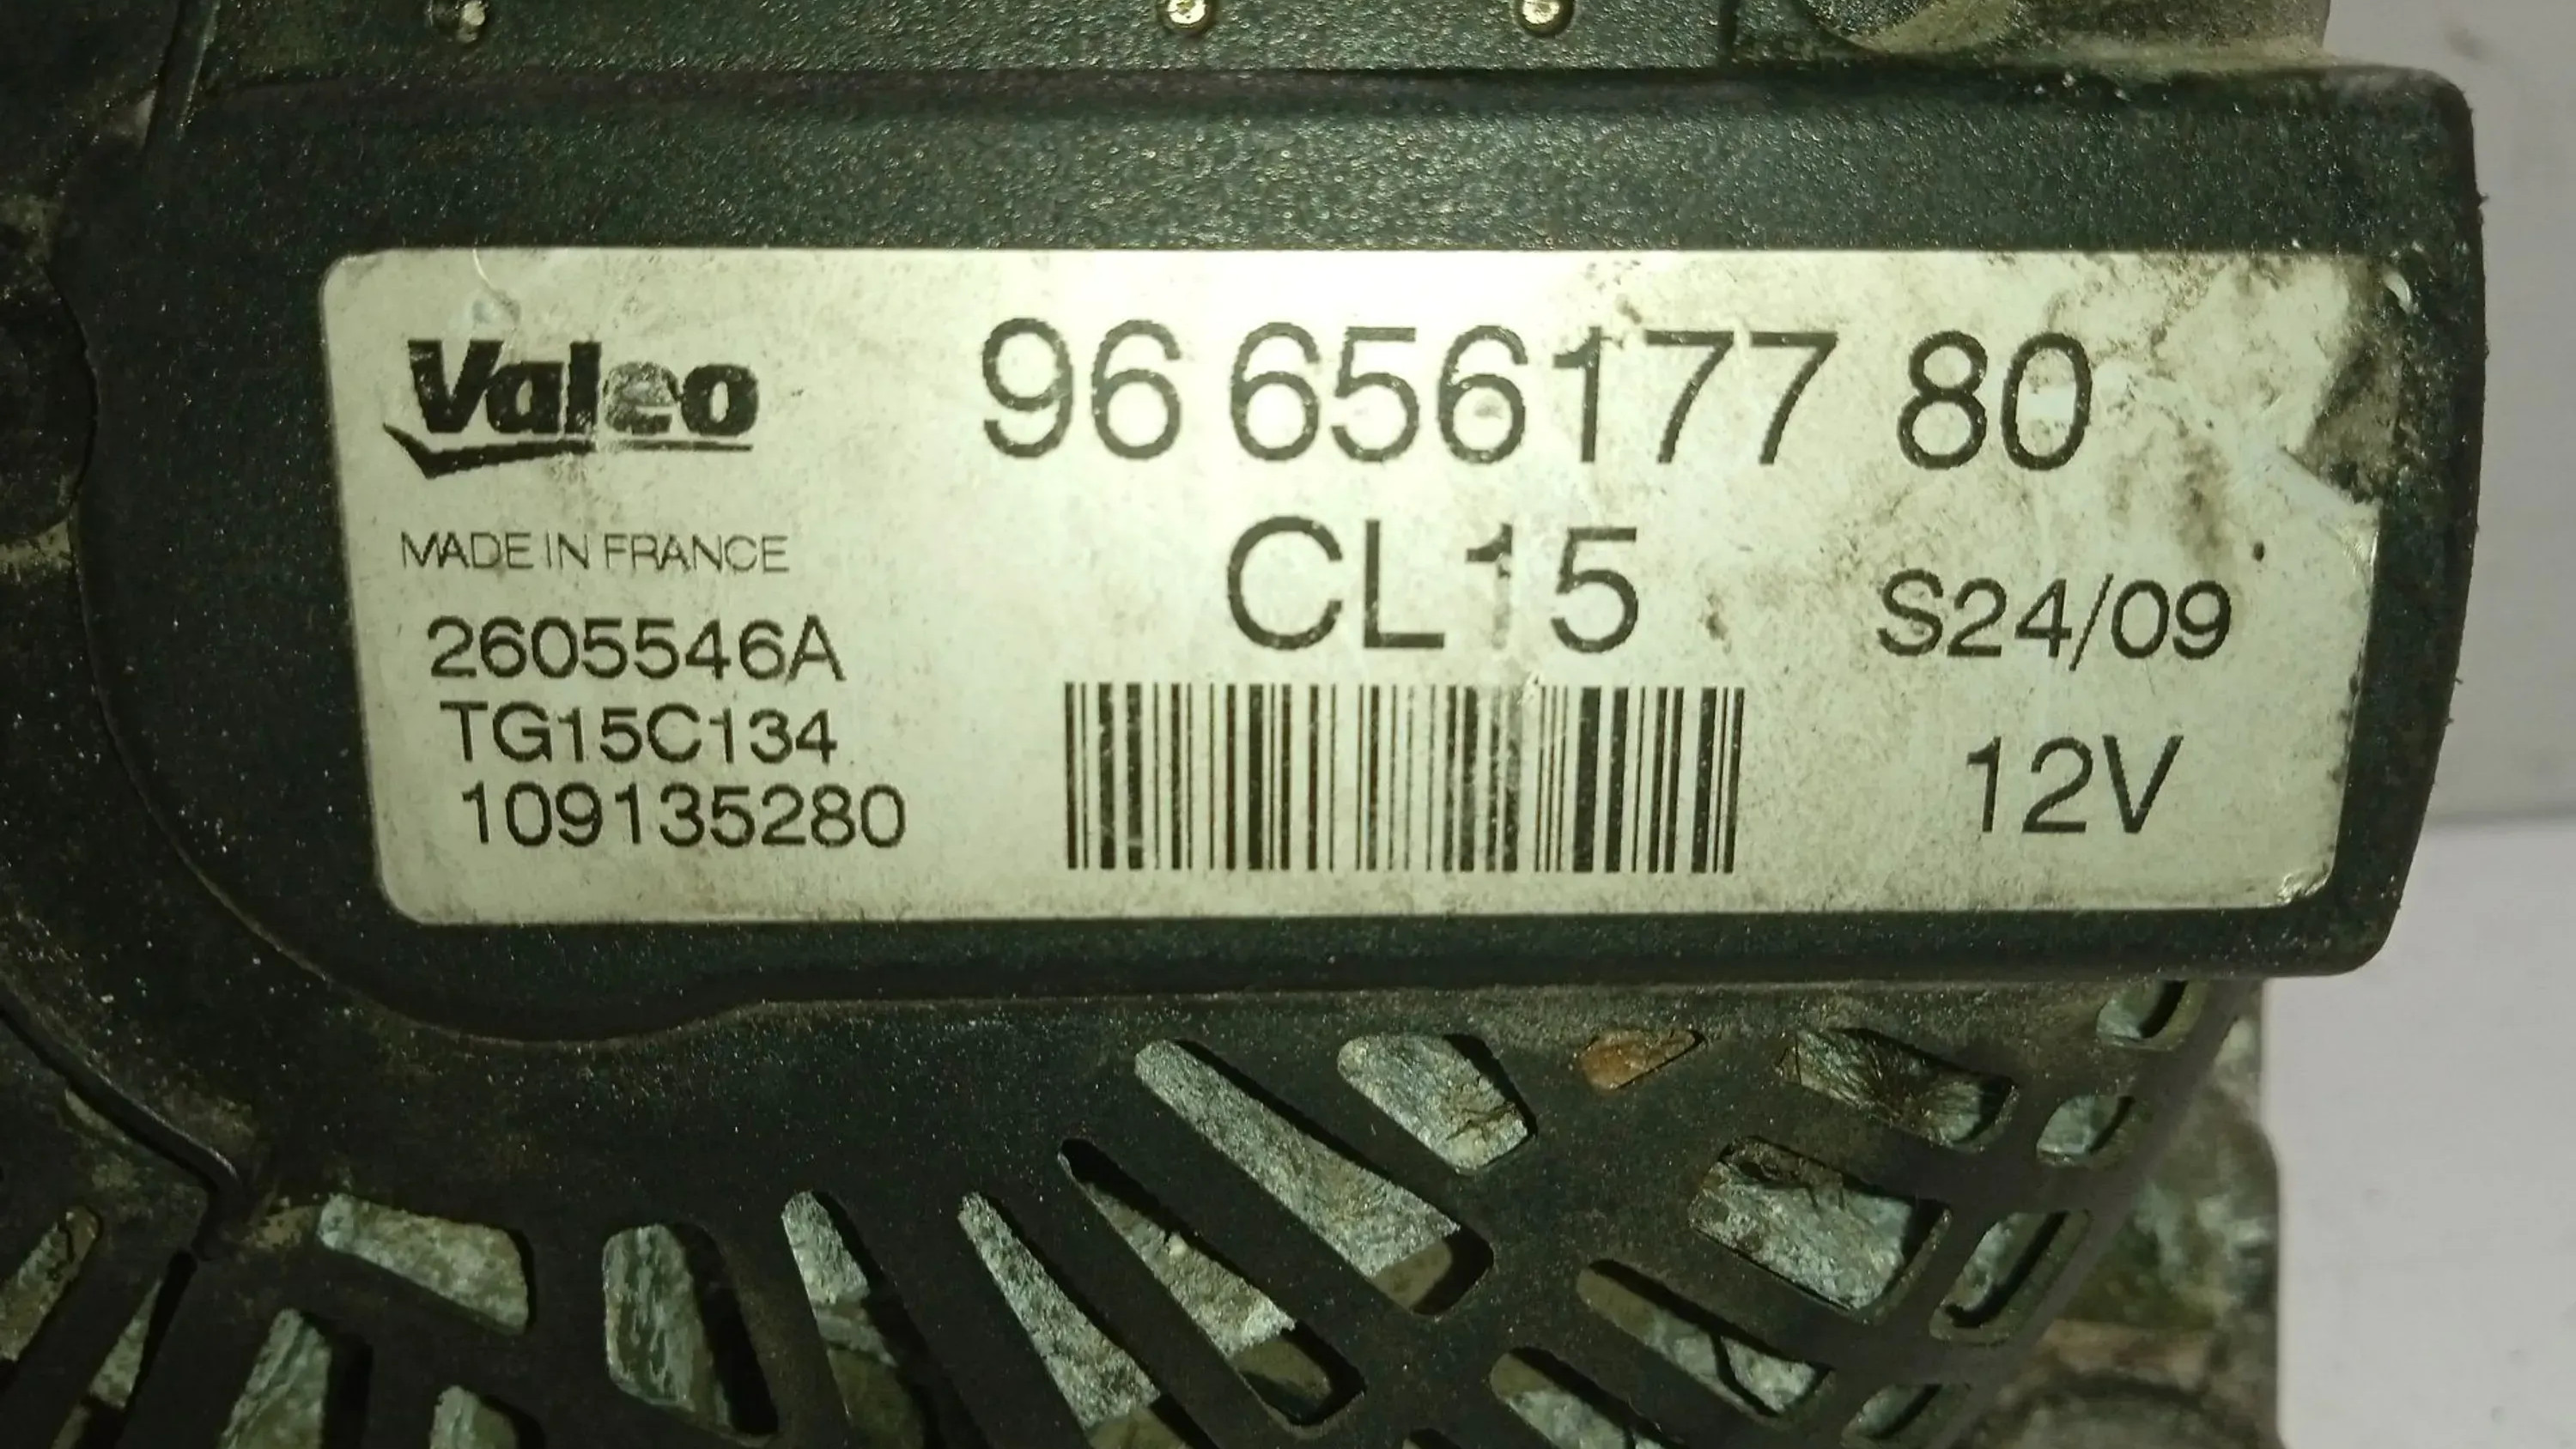 Valeo
96 656177 80
MADE IN FRANCE
CL15
2605546A
S24/09
TG15C134
109135280
12V